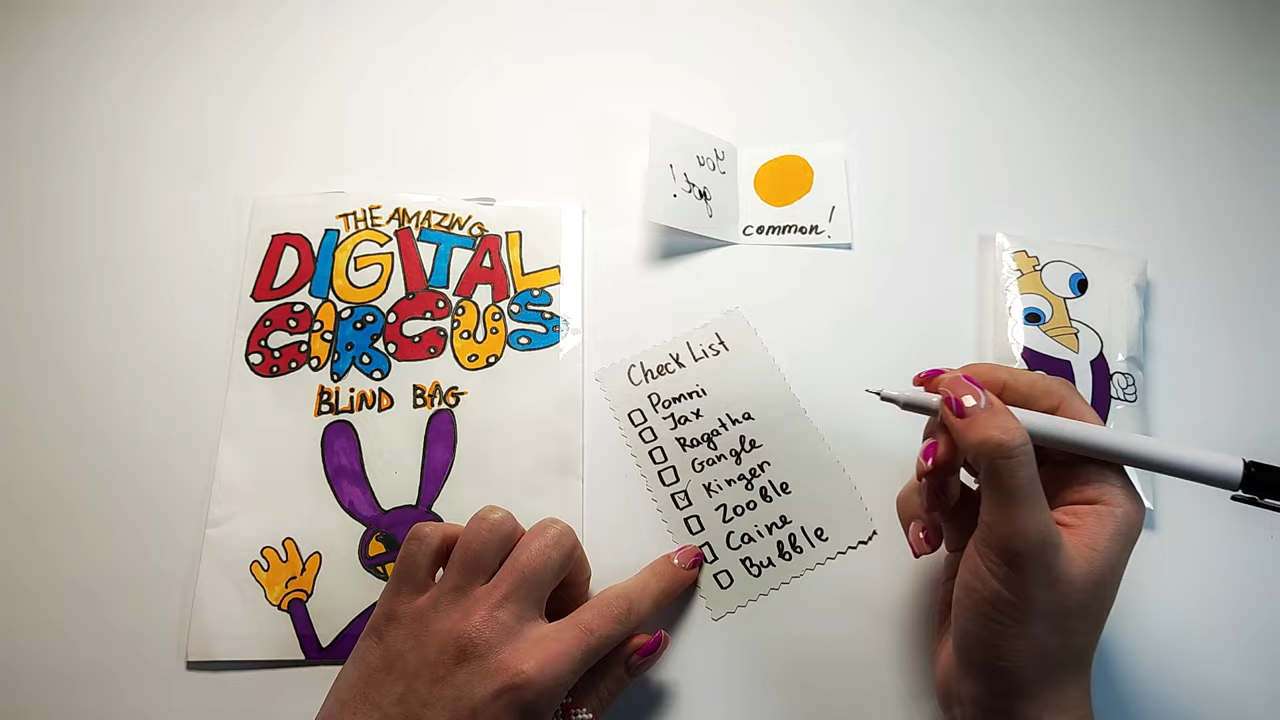 THE AMAZING
DIGITAL
CIRCUS
BLIND BAG
you
got!
common!
Check List
Pomni
Jax
Ragatha
Gangle
Kinger
Zooble
Caine
Bubble